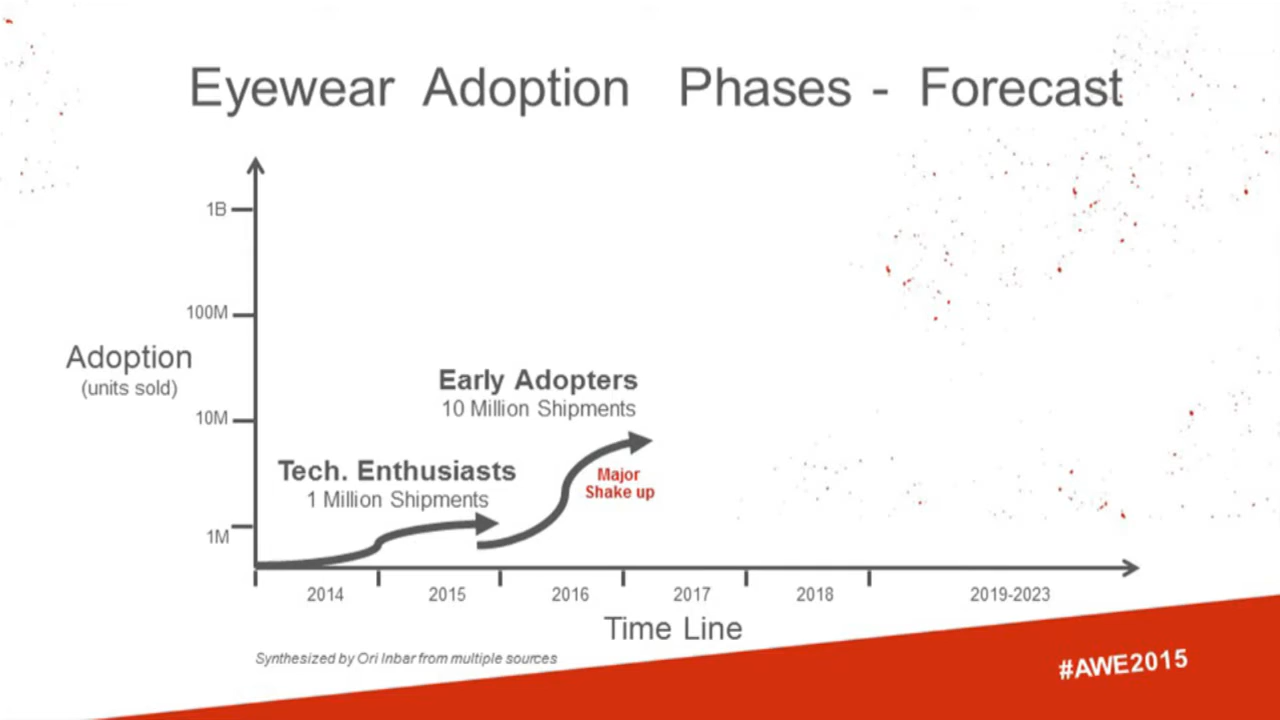 Eyewear Adoption Phases - Forecast
1B
100M
Adoption
(units sold)
Early Adopters
10 Million Shipments
10M
Tech. Enthusiasts
1 Million Shipments
Major
Shake up
1M
2014 2015 2016 2017 2018 2019-2023
Time Line
Synthesized by Ori Inbar from multiple sources
#AWE2015